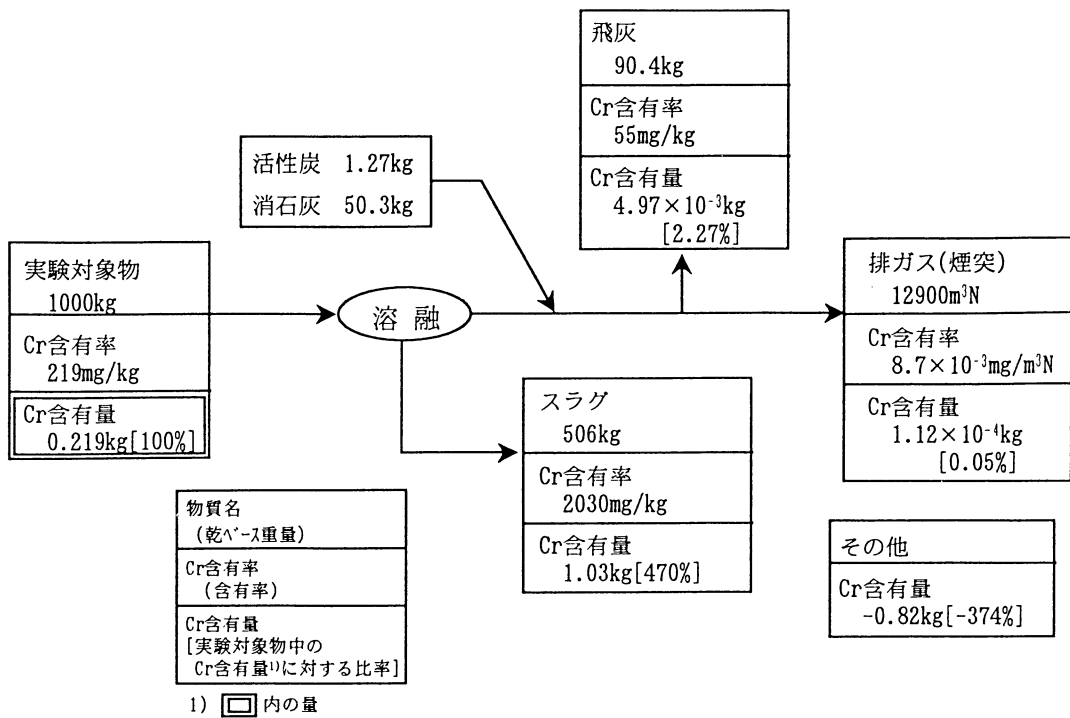 飛灰
90.4kg
Cr含有率
55mg/kg
Cr含有量
4.97×10⁻³kg
[2.27%]
活性炭 1.27kg
消石灰 50.3kg
実験対象物
1000kg
Cr含有率
219mg/kg
Cr含有量
0.219kg[100%]
溶融
排ガス(煙突)
12900m³N
Cr含有率
8.7×10⁻³mg/m³N
Cr含有量
1.12×10⁻⁴kg
[0.05%]
スラグ
506kg
Cr含有率
2030mg/kg
Cr含有量
1.03kg[470%]
その他
Cr含有量
-0.82kg[-374%]
物質名
(乾ベース重量)
Cr含有率
(含有率)
Cr含有量
[実験対象物中の
Cr含有量¹⁾に対する比率]
1) 内の量